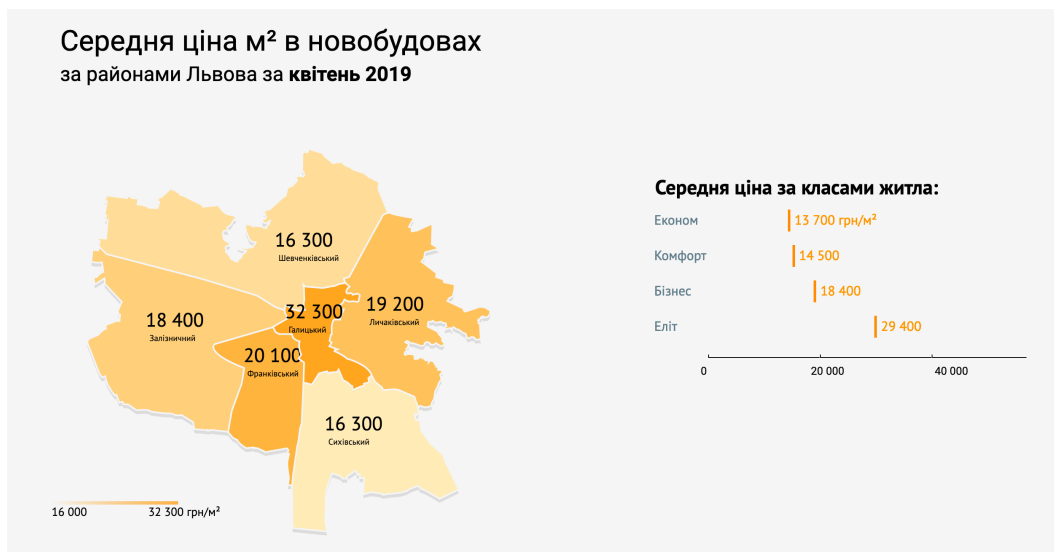 Середня ціна м² в новобудовах
за районами Львова за квітень 2019
16 300
Шевченківський
32 300
Галицький
19 200
Личаківський
18 400
Залізничний
20 100
Франківський
16 300
Сихівський
16 000
32 300 грн/м²
Середня ціна за класами житла:
Економ
13 700 грн/м²
Комфорт
14 500
Бізнес
18 400
Еліт
29 400
0
20 000
40 000